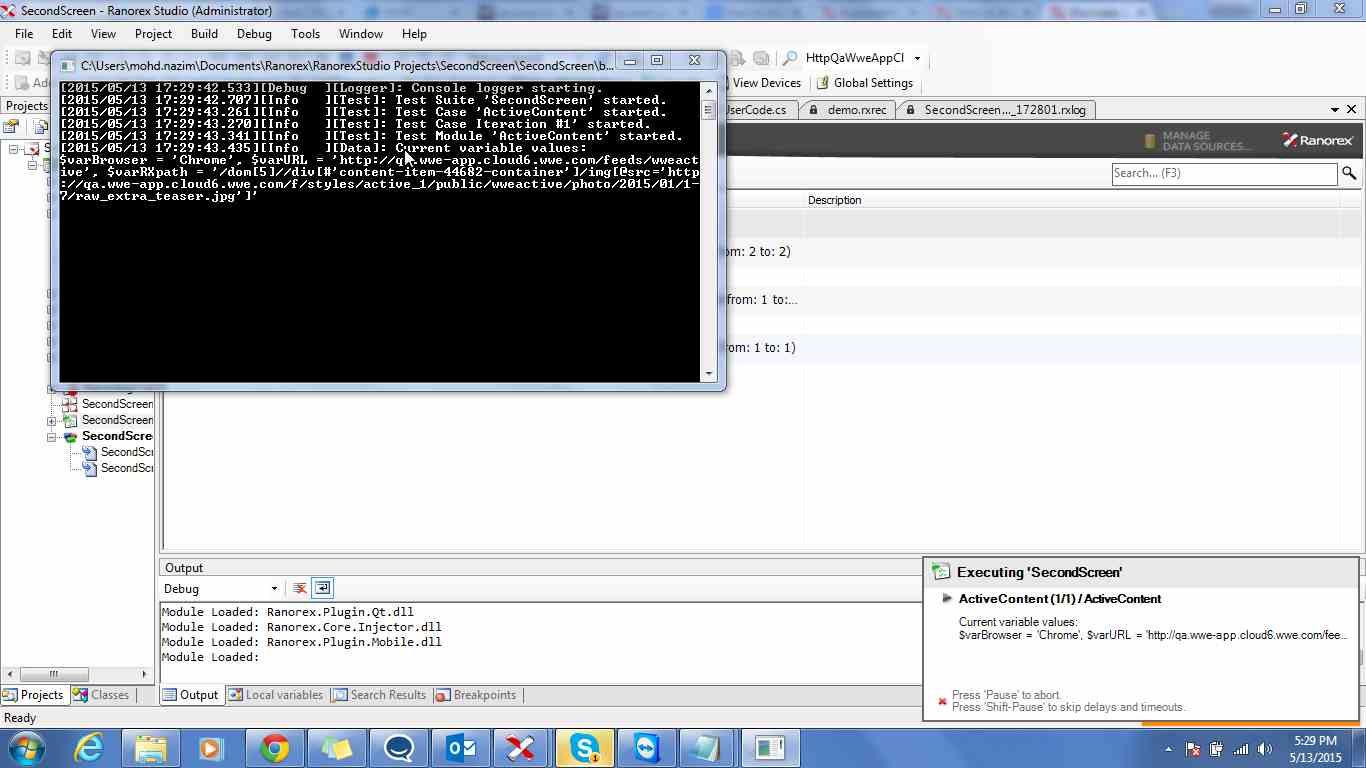 SecondScreen - Ranorex Studio (Administrator)
File Edit View Project Build Debug Tools Window Help
HttpQaWweAppCl
C:\Users\mohd.nazim\Documents\Ranorex\RanorexStudio Projects\SecondScreen\SecondScreen\b...
Add
View Devices Global Settings
Projects
UserCode.cs demo.rxrec SecondScreen..._172801.rxlog
[2015/05/13 17:29:42.533][Debug ][Logger]: Console logger starting.
[2015/05/13 17:29:42.707][Info ][Test]: Test Suite 'SecondScreen' started.
[2015/05/13 17:29:43.261][Info ][Test]: Test Case 'ActiveContent' started.
[2015/05/13 17:29:43.270][Info ][Test]: Test Case Iteration #1' started.
[2015/05/13 17:29:43.341][Info ][Test]: Test Module 'ActiveContent' started.
[2015/05/13 17:29:43.435][Info ][Data]: Current variable values:
$varBrowser = 'Chrome', $varURL = 'http://qa.wwe-app.cloud6.wwe.com/feeds/wweact
ive', $varRXpath = '/dom[5]//div[#'content-item-44682-container']/img[@src='http
://qa.wwe-app.cloud6.wwe.com/f/styles/active_1/public/wweactive/photo/2015/01/1-
7/raw_extra_teaser.jpg']'
MANAGE
DATA SOURCES...
Ranorex
Search... (F3)
Description
om: 2 to: 2)
from: 1 to:...
om: 1 to: 1)
SecondScreen
SecondScreen
SecondScre
SecondScr
SecondScr
Output
Debug
Module Loaded: Ranorex.Plugin.Qt.dll
Module Loaded: Ranorex.Core.Injector.dll
Module Loaded: Ranorex.Plugin.Mobile.dll
Module Loaded:
Executing 'SecondScreen'
ActiveContent (1/1) / ActiveContent
Current variable values:
$varBrowser = 'Chrome', $varURL = 'http://qa.wwe-app.cloud6.wwe.com/fee...
Press 'Pause' to abort.
Press 'Shift-Pause' to skip delays and timeouts.
Projects Classes
Output Local variables Search Results Breakpoints
Ready
5:29 PM
5/13/2015